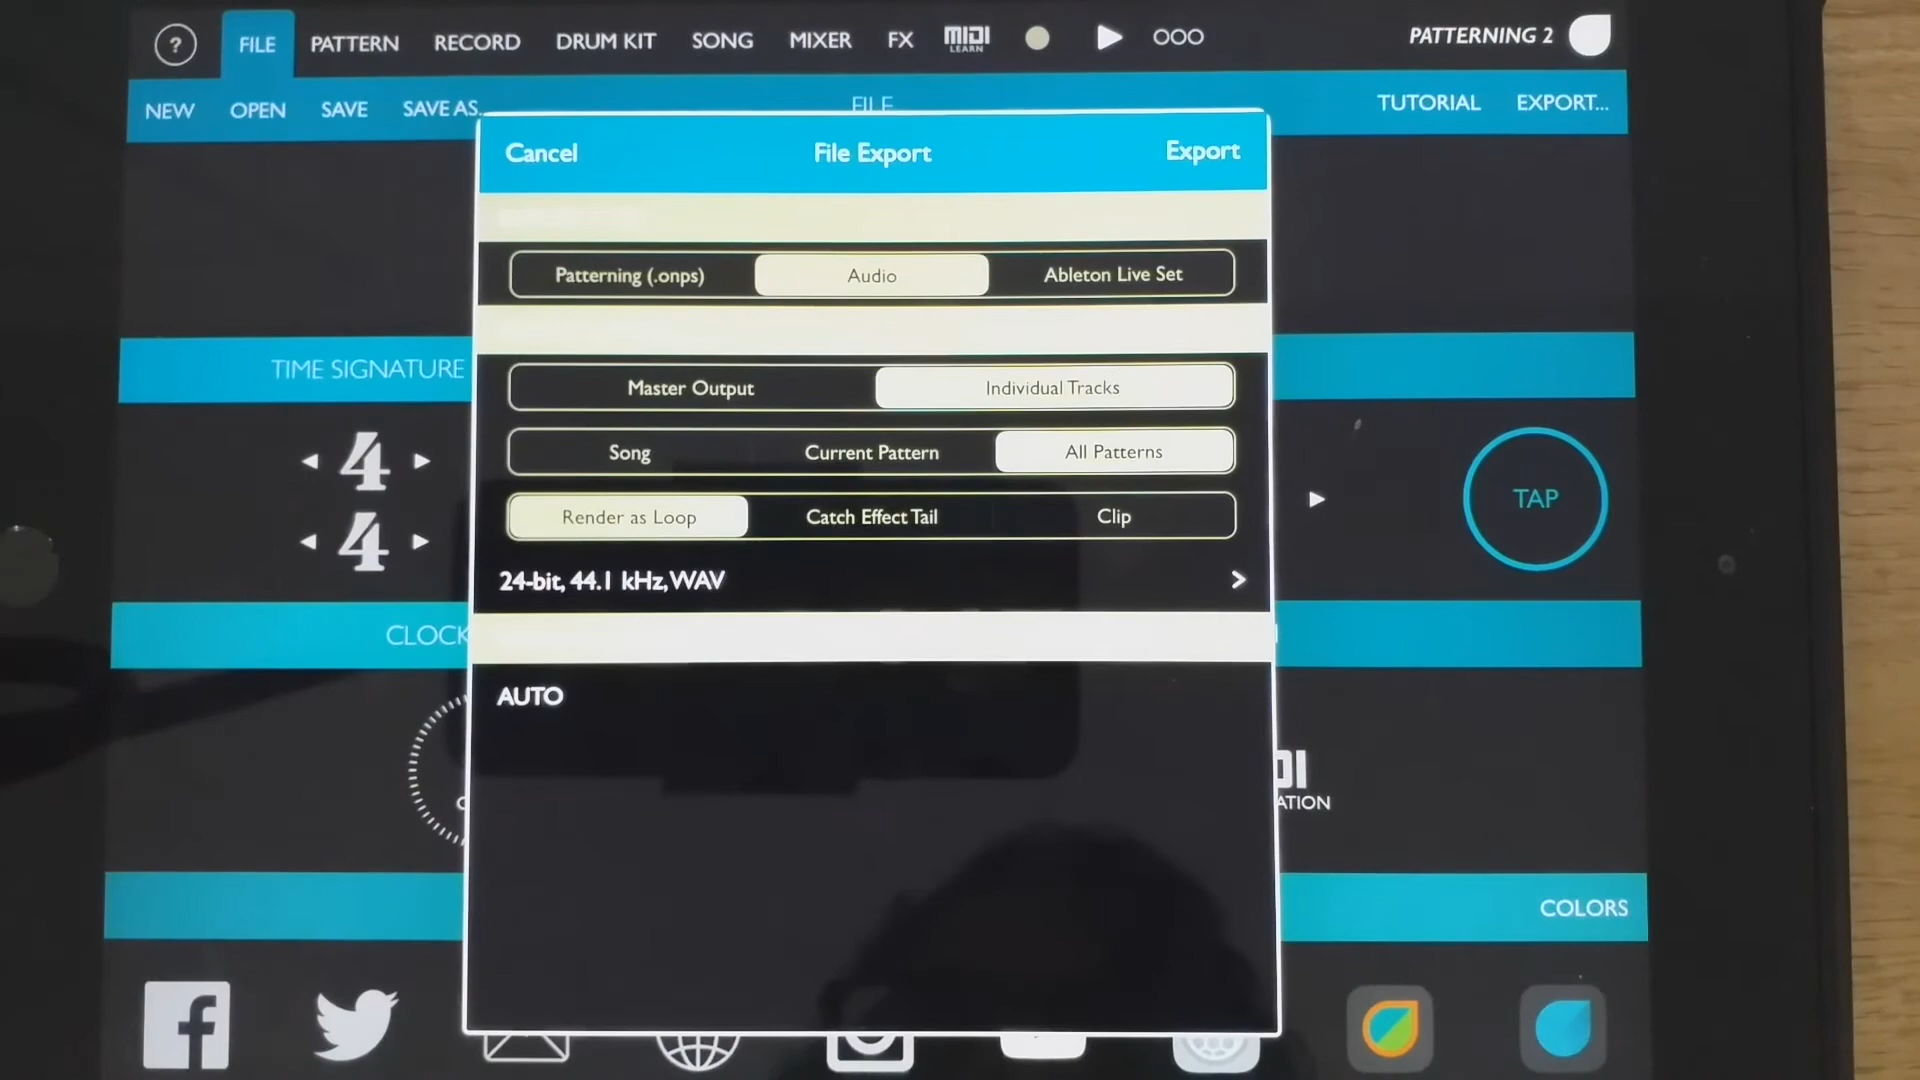 ?
FILE
PATTERN
RECORD
DRUM KIT
SONG
MIXER
FX
MIDI
LEARN
PATTERNING 2
NEW
OPEN
SAVE
SAVE AS...
FILE
TUTORIAL
EXPORT...
Cancel
File Export
Export
Patterning (.onps)
Audio
Ableton Live Set
Master Output
Individual Tracks
Song
Current Pattern
All Patterns
Render as Loop
Catch Effect Tail
Clip
24-bit, 44.1 kHz, WAV
AUTO
TIME SIGNATURE
4
4
TAP
CLOCK
COLORS